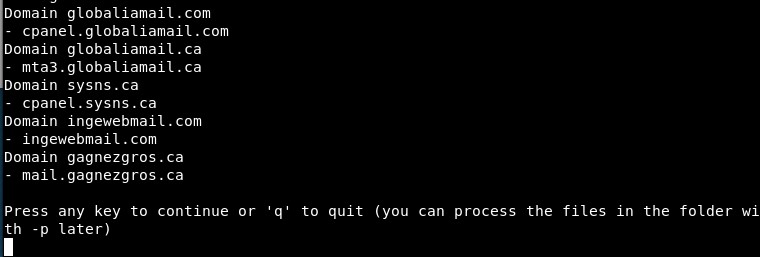 Domain globaliamail.com
- cpanel.globaliamail.com
Domain globaliamail.ca
- mta3.globaliamail.ca
Domain sysns.ca
- cpanel.sysns.ca
Domain ingewebmail.com
- ingewebmail.com
Domain gagnezgros.ca
- mail.gagnezgros.ca
Press any key to continue or 'q' to quit (you can process the files in the folder wi
th -p later)